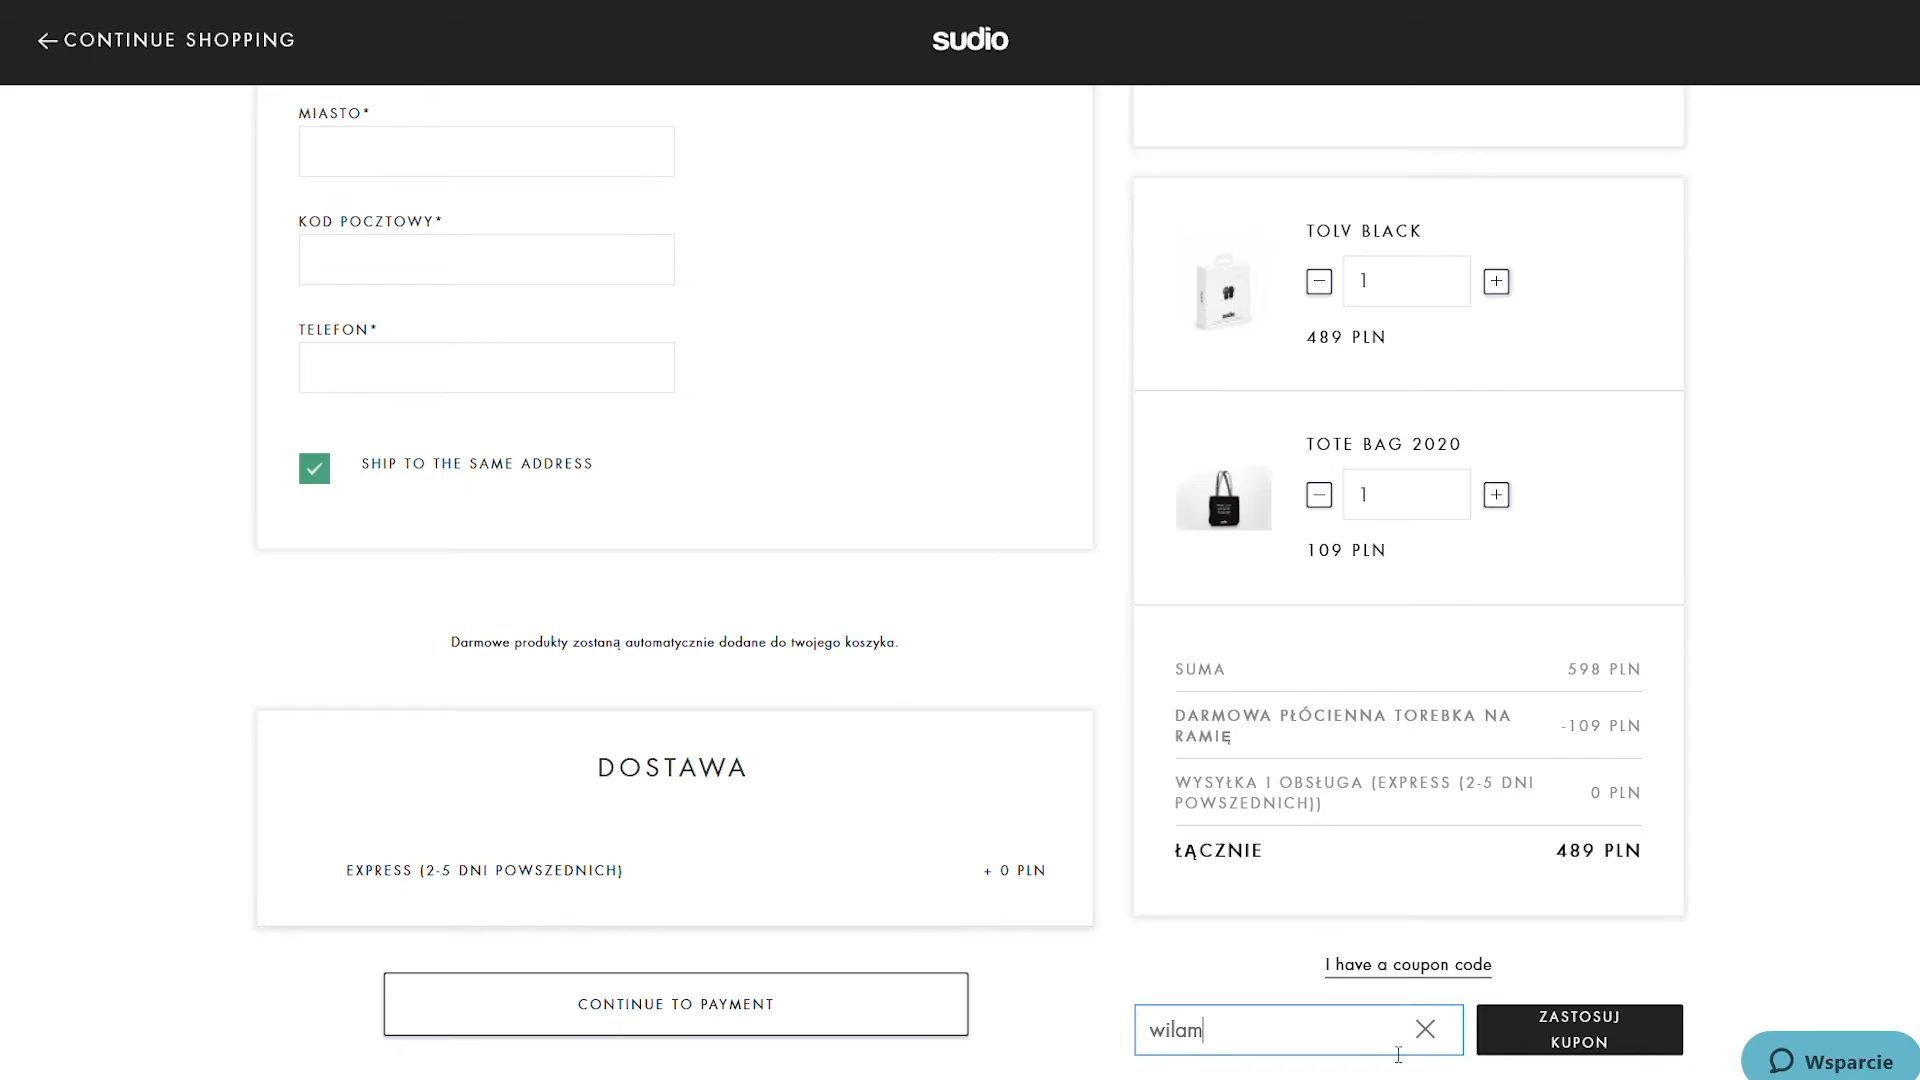 CONTINUE SHOPPING
sudio
MIASTO*
KOD POCZTOWY*
TELEFON*
SHIP TO THE SAME ADDRESS
Darmowe produkty zostaną automatycznie dodane do twojego koszyka.
DOSTAWA
EXPRESS (2-5 DNI POWSZEDNICH) + 0 PLN
CONTINUE TO PAYMENT
TOLV BLACK
1
489 PLN
TOTE BAG 2020
1
109 PLN
SUMA 598 PLN
DARMOWA PŁÓCIENNA TOREBKA NA
RAMIĘ -109 PLN
WYSYŁKA I OBSŁUGA (EXPRESS (2-5 DNI
POWSZEDNICH)) 0 PLN
ŁĄCZNIE 489 PLN
I have a coupon code
wilam
ZASTOSUJ
KUPON
Wsparcie